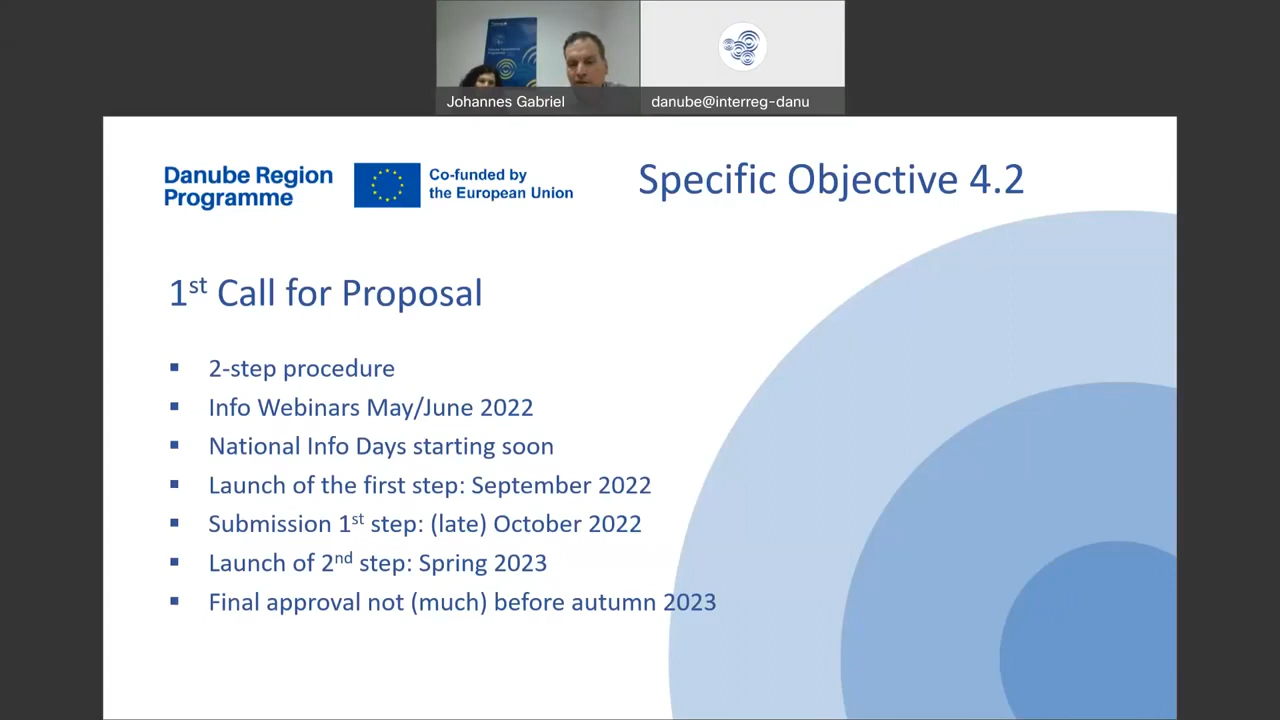 Johannes Gabriel
danube@interreg-danu
Danube Region
Programme
Co-funded by
the European Union
Specific Objective 4.2
1st Call for Proposal
2-step procedure
Info Webinars May/June 2022
National Info Days starting soon
Launch of the first step: September 2022
Submission 1st step: (late) October 2022
Launch of 2nd step: Spring 2023
Final approval not (much) before autumn 2023